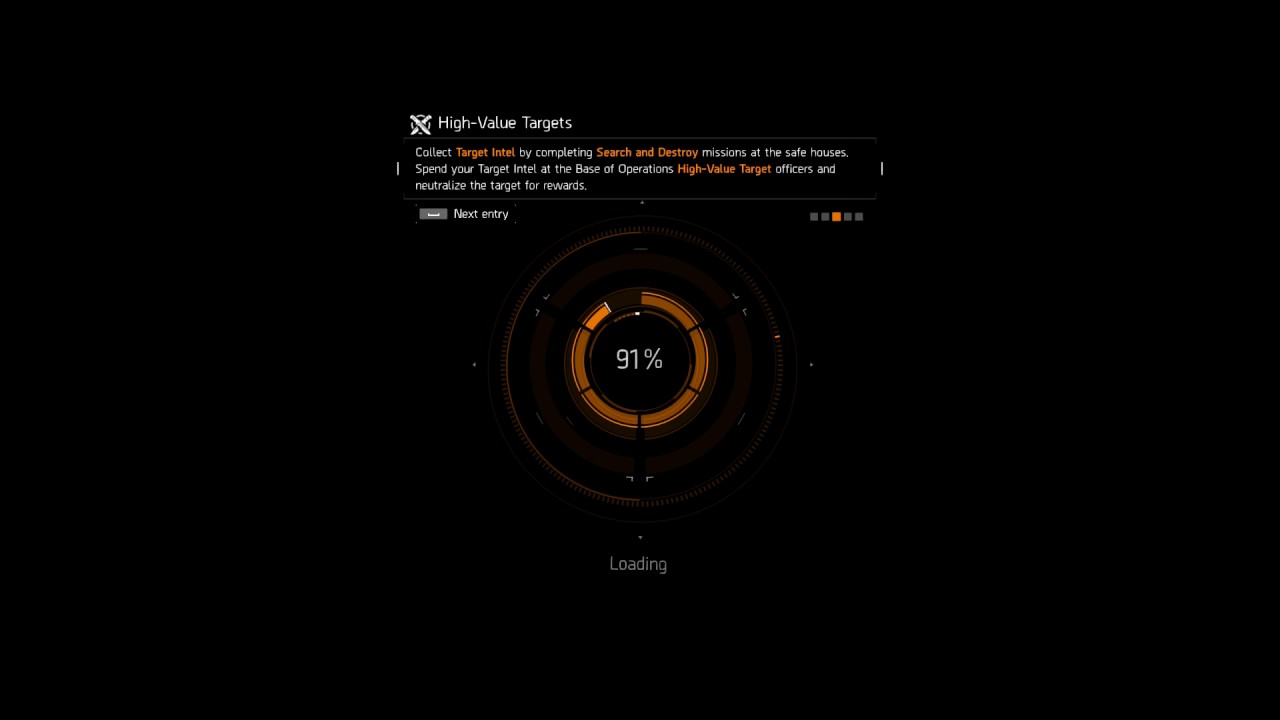 High-Value Targets
Collect Target Intel by completing Search and Destroy missions at the safe houses.
Spend your Target Intel at the Base of Operations High-Value Target officers and
neutralize the target for rewards.
Next entry
91%
Loading